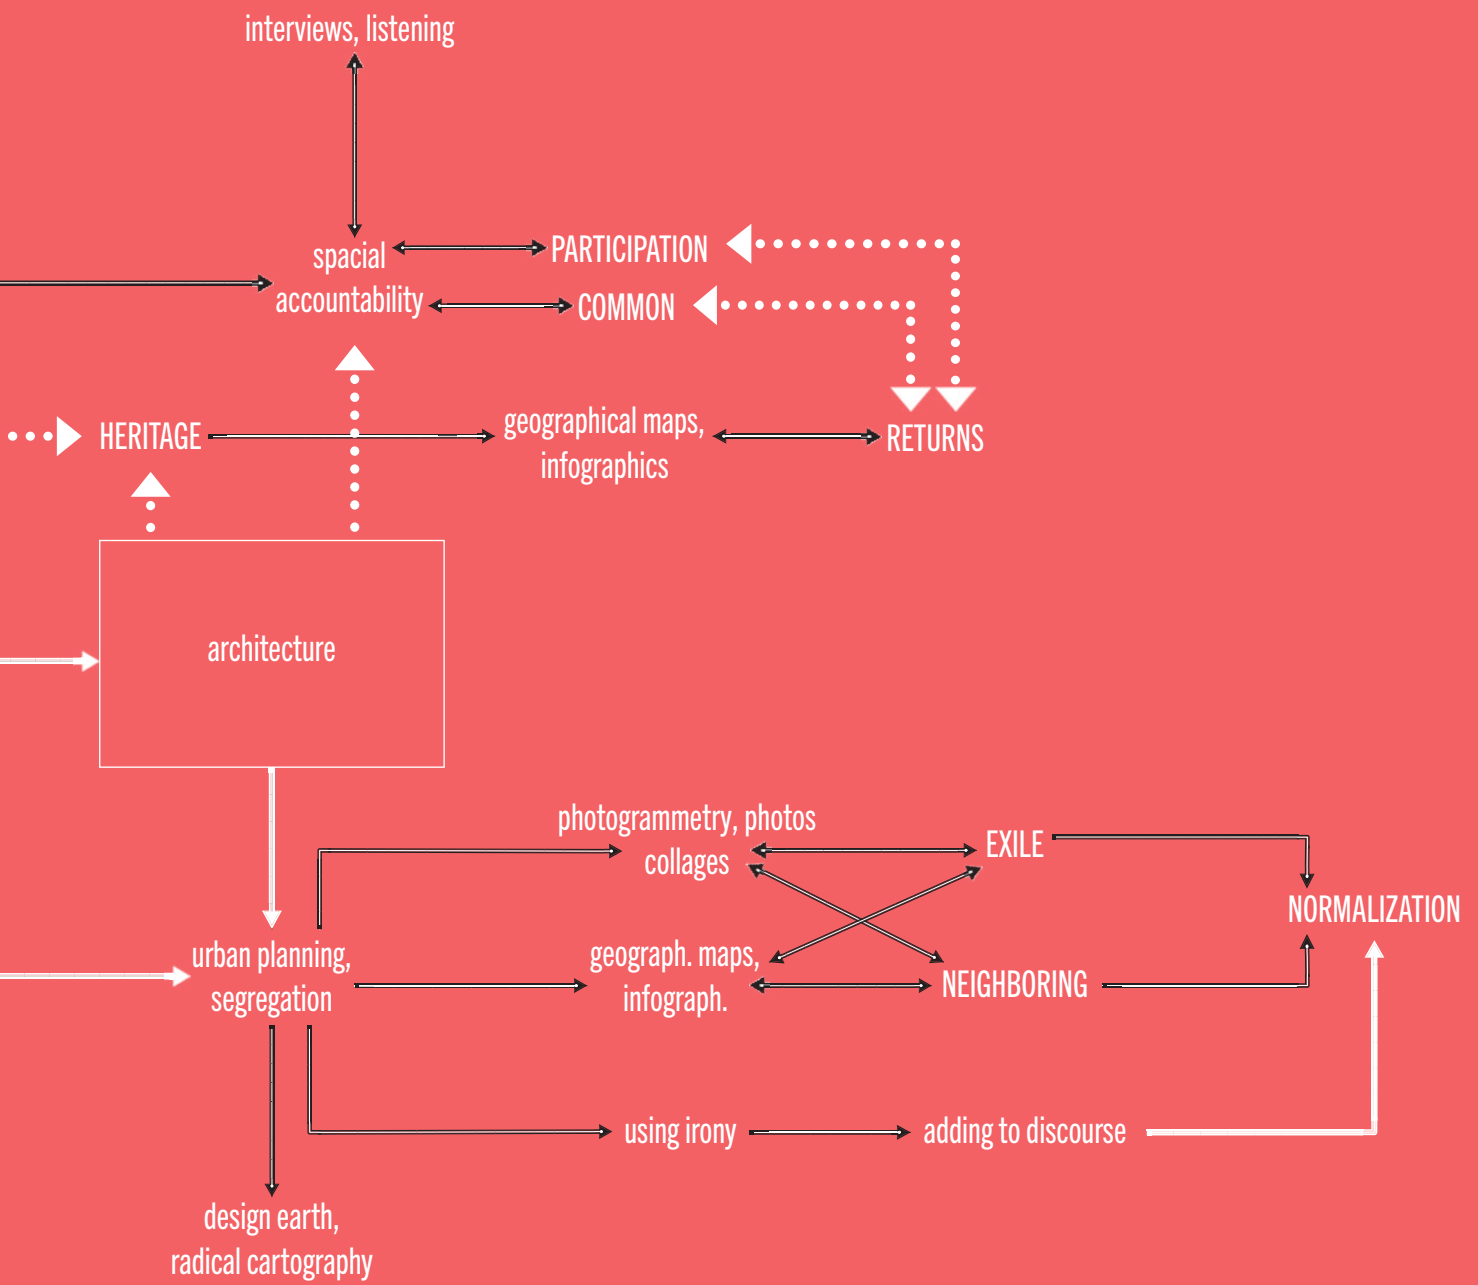 interviews, listening
spacial
accountability
PARTICIPATION
COMMON
HERITAGE
geographical maps,
infographics
RETURNS
architecture
photogrammetry, photos
collages
EXILE
NORMALIZATION
urban planning,
segregation
geograph. maps,
infograph.
NEIGHBORING
using irony
adding to discourse
design earth,
radical cartography